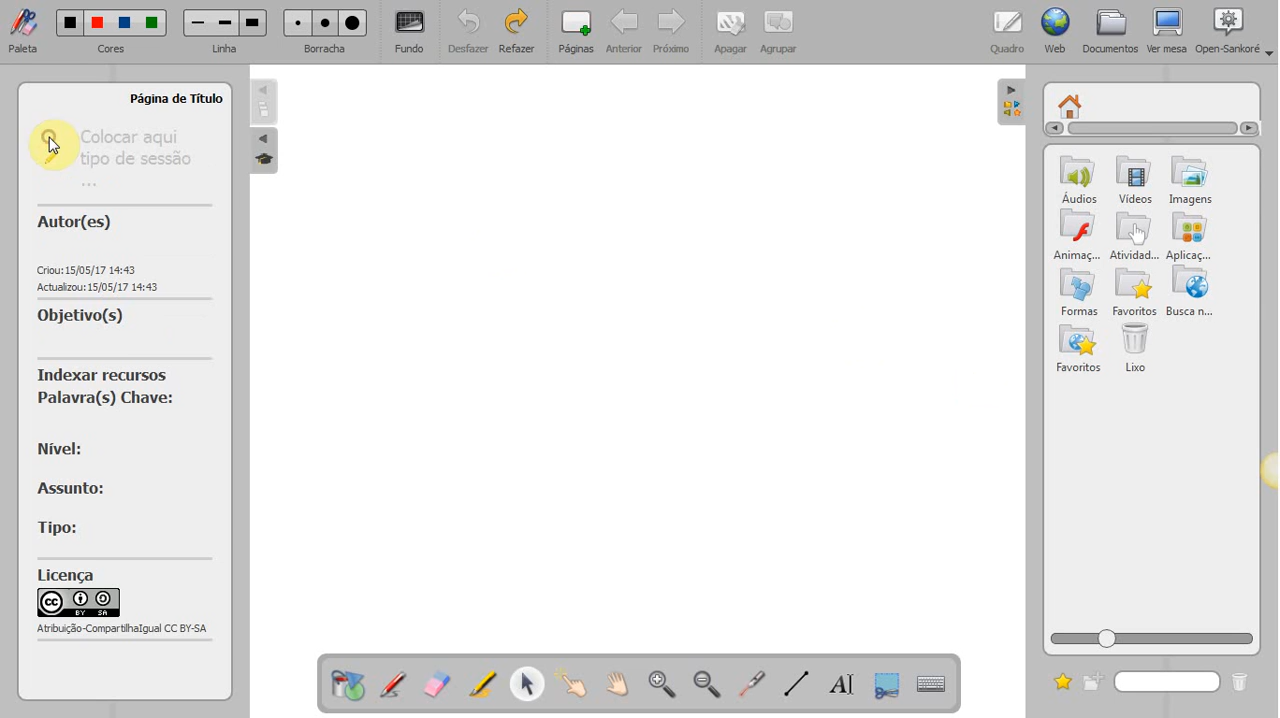 Paleta
Cores
Linha
Borracha
Fundo
Desfazer
Refazer
Páginas
Anterior
Próximo
Apagar
Agrupar
Quadro
Web
Documentos
Ver mesa
Open-Sankoré
Página de Título
Colocar aqui
tipo de sessão
...
Autor(es)
Criou:15/05/17 14:43
Actualizou:15/05/17 14:43
Objetivo(s)
Indexar recursos
Palavra(s) Chave:
Nível:
Assunto:
Tipo:
Licença
cc BY SA
Atribuição-CompartilhaIgual CC BY-SA
Áudios
Vídeos
Imagens
Animaç...
Atividad...
Aplicaç...
Formas
Favoritos
Busca n...
Favoritos
Lixo